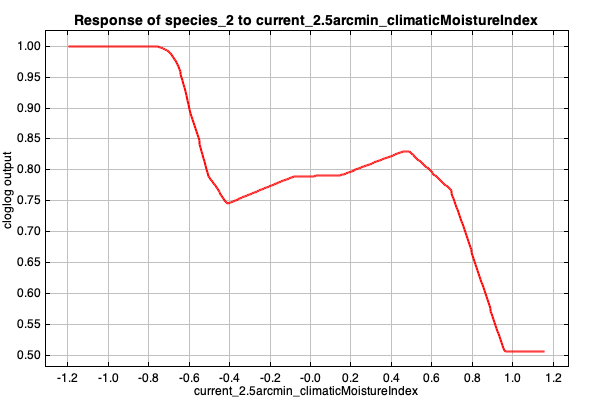 Response of species_2 to current_2.5arcmin_climaticMoistureIndex
1.00
0.95
0.90
0.85
0.80
0.75
0.70
0.65
0.60
0.55
0.50
cloglog output
-1.2 -1.0 -0.8 -0.6 -0.4 -0.2 -0.0 0.2 0.4 0.6 0.8 1.0 1.2
current_2.5arcmin_climaticMoistureIndex